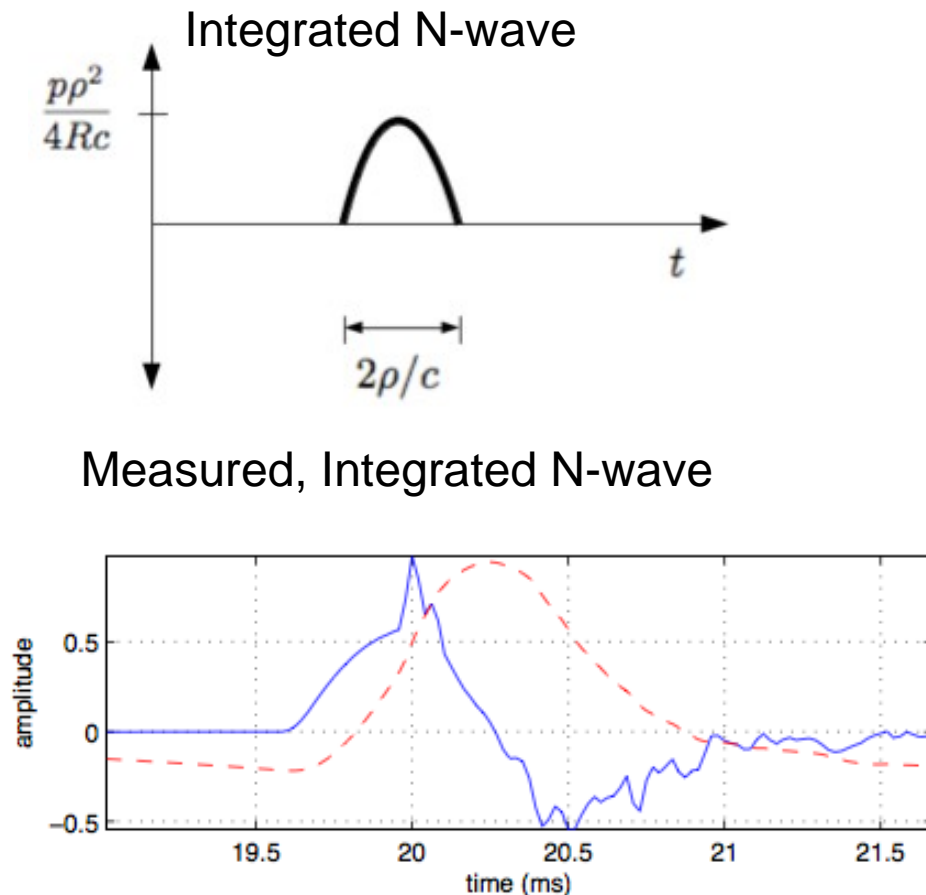 Integrated N-wave
pρ²
4Rc
t
2ρ/c
Measured, Integrated N-wave
amplitude
0.5
0
−0.5
19.5 20 20.5 21 21.5
time (ms)